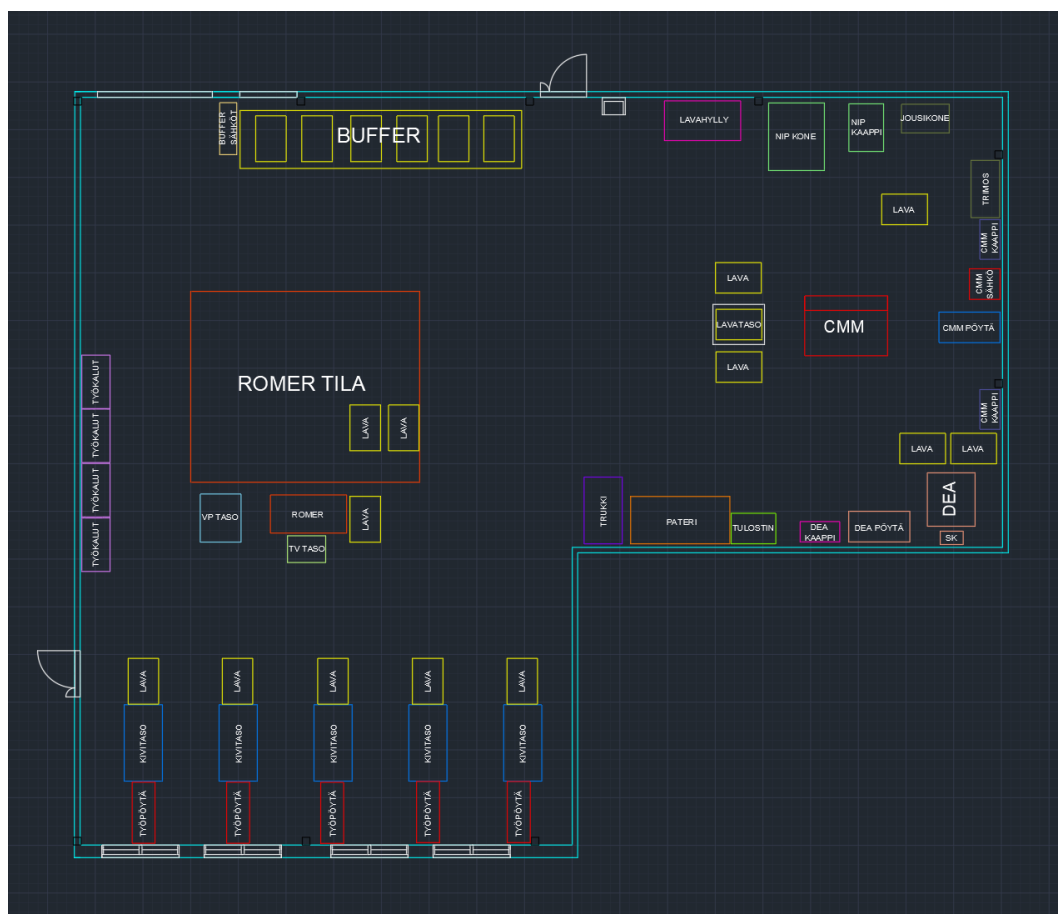 BUFFER
SÄHKÖT
BUFFER
LAVAHYLLY
NIP KONE
NIP
KAAPPI
JOUSIKONE
TRIMOS
LAVA
CMM
KAAPPI
LAVA
CMM
SÄHKÖ
LAVATASO
CMM
CMM PÖYTÄ
LAVA
ROMER TILA
TYÖKALUT
TYÖKALUT
TYÖKALUT
TYÖKALUT
LAVA
LAVA
CMM
KAAPPI
LAVA
LAVA
DEA
VP TASO
ROMER
LAVA
TV TASO
TRUKKI
PATERI
TULOSTIN
DEA
KAAPPI
DEA PÖYTÄ
SK
LAVA
LAVA
LAVA
LAVA
LAVA
KIVITASO
KIVITASO
KIVITASO
KIVITASO
KIVITASO
TYÖPÖYTÄ
TYÖPÖYTÄ
TYÖPÖYTÄ
TYÖPÖYTÄ
TYÖPÖYTÄ